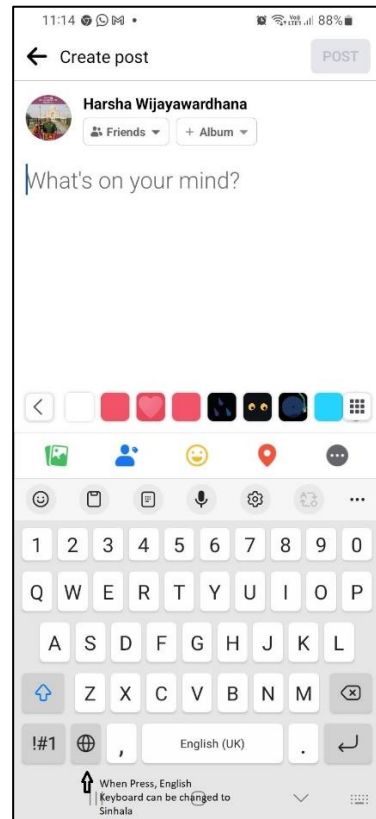 11:14
88%
Create post
POST
Harsha Wijayawardhana
Friends
+ Album
What's on your mind?
1 2 3 4 5 6 7 8 9 0
Q W E R T Y U I O P
A S D F G H J K L
Z X C V B N M
!#1 , English (UK) .
When Press, English
Keyboard can be changed to
Sinhala